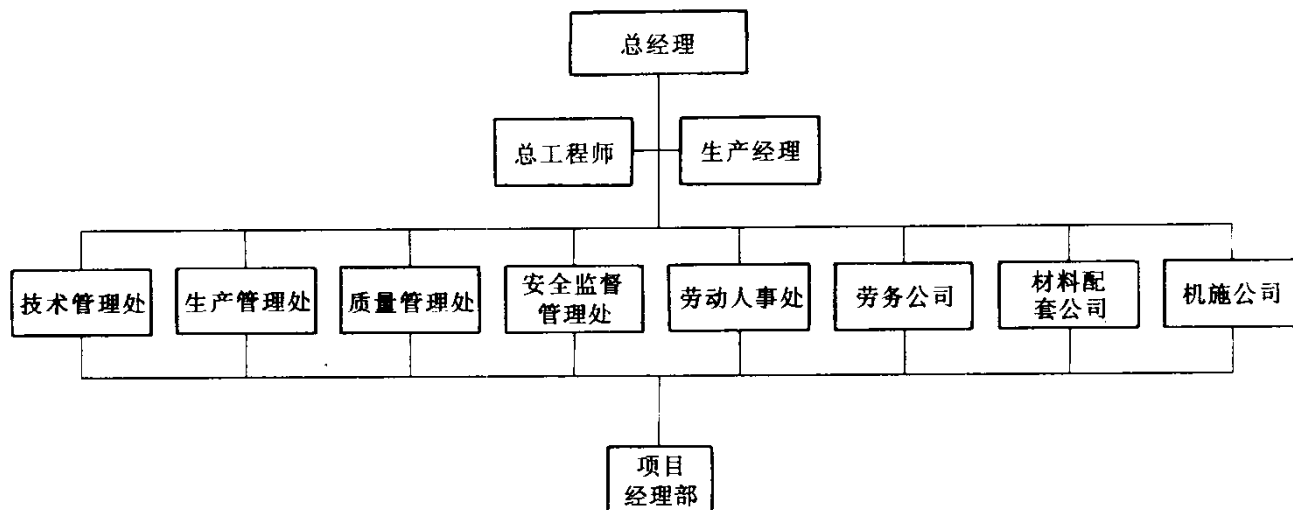 总经理
总工程师
生产经理
技术管理处
生产管理处
质量管理处
安全监督
管理处
劳动人事处
劳务公司
材料配
套公司
机施公司
项目
经理部